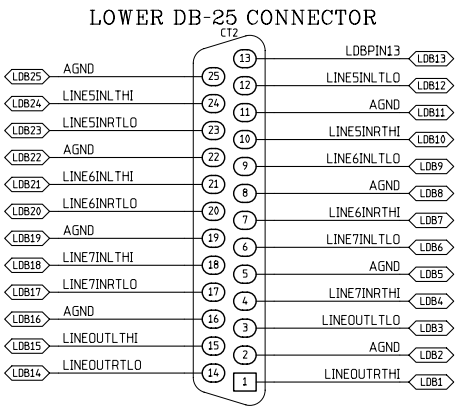 LOWER DB-25 CONNECTOR
CT2
13 LDBPIN13 LDB13
LDB25 AGND 25
12 LINE5INLTLO LDB12
LDB24 LINE5INLTHI 24
11 AGND LDB11
LDB23 LINE5INRTLO 23
10 LINE5INRTHI LDB10
LDB22 AGND 22
9 LINE6INLTLO LDB9
LDB21 LINE6INLTHI 21
8 AGND LDB8
LDB20 LINE6INRTLO 20
7 LINE6INRTHI LDB7
LDB19 AGND 19
6 LINE7INLTLO LDB6
LDB18 LINE7INLTHI 18
5 AGND LDB5
LDB17 LINE7INRTLO 17
4 LINE7INRTHI LDB4
LDB16 AGND 16
3 LINEOUTLTLO LDB3
LDB15 LINEOUTLTHI 15
2 AGND LDB2
LDB14 LINEOUTRTLO 14
1 LINEOUTRTHI LDB1